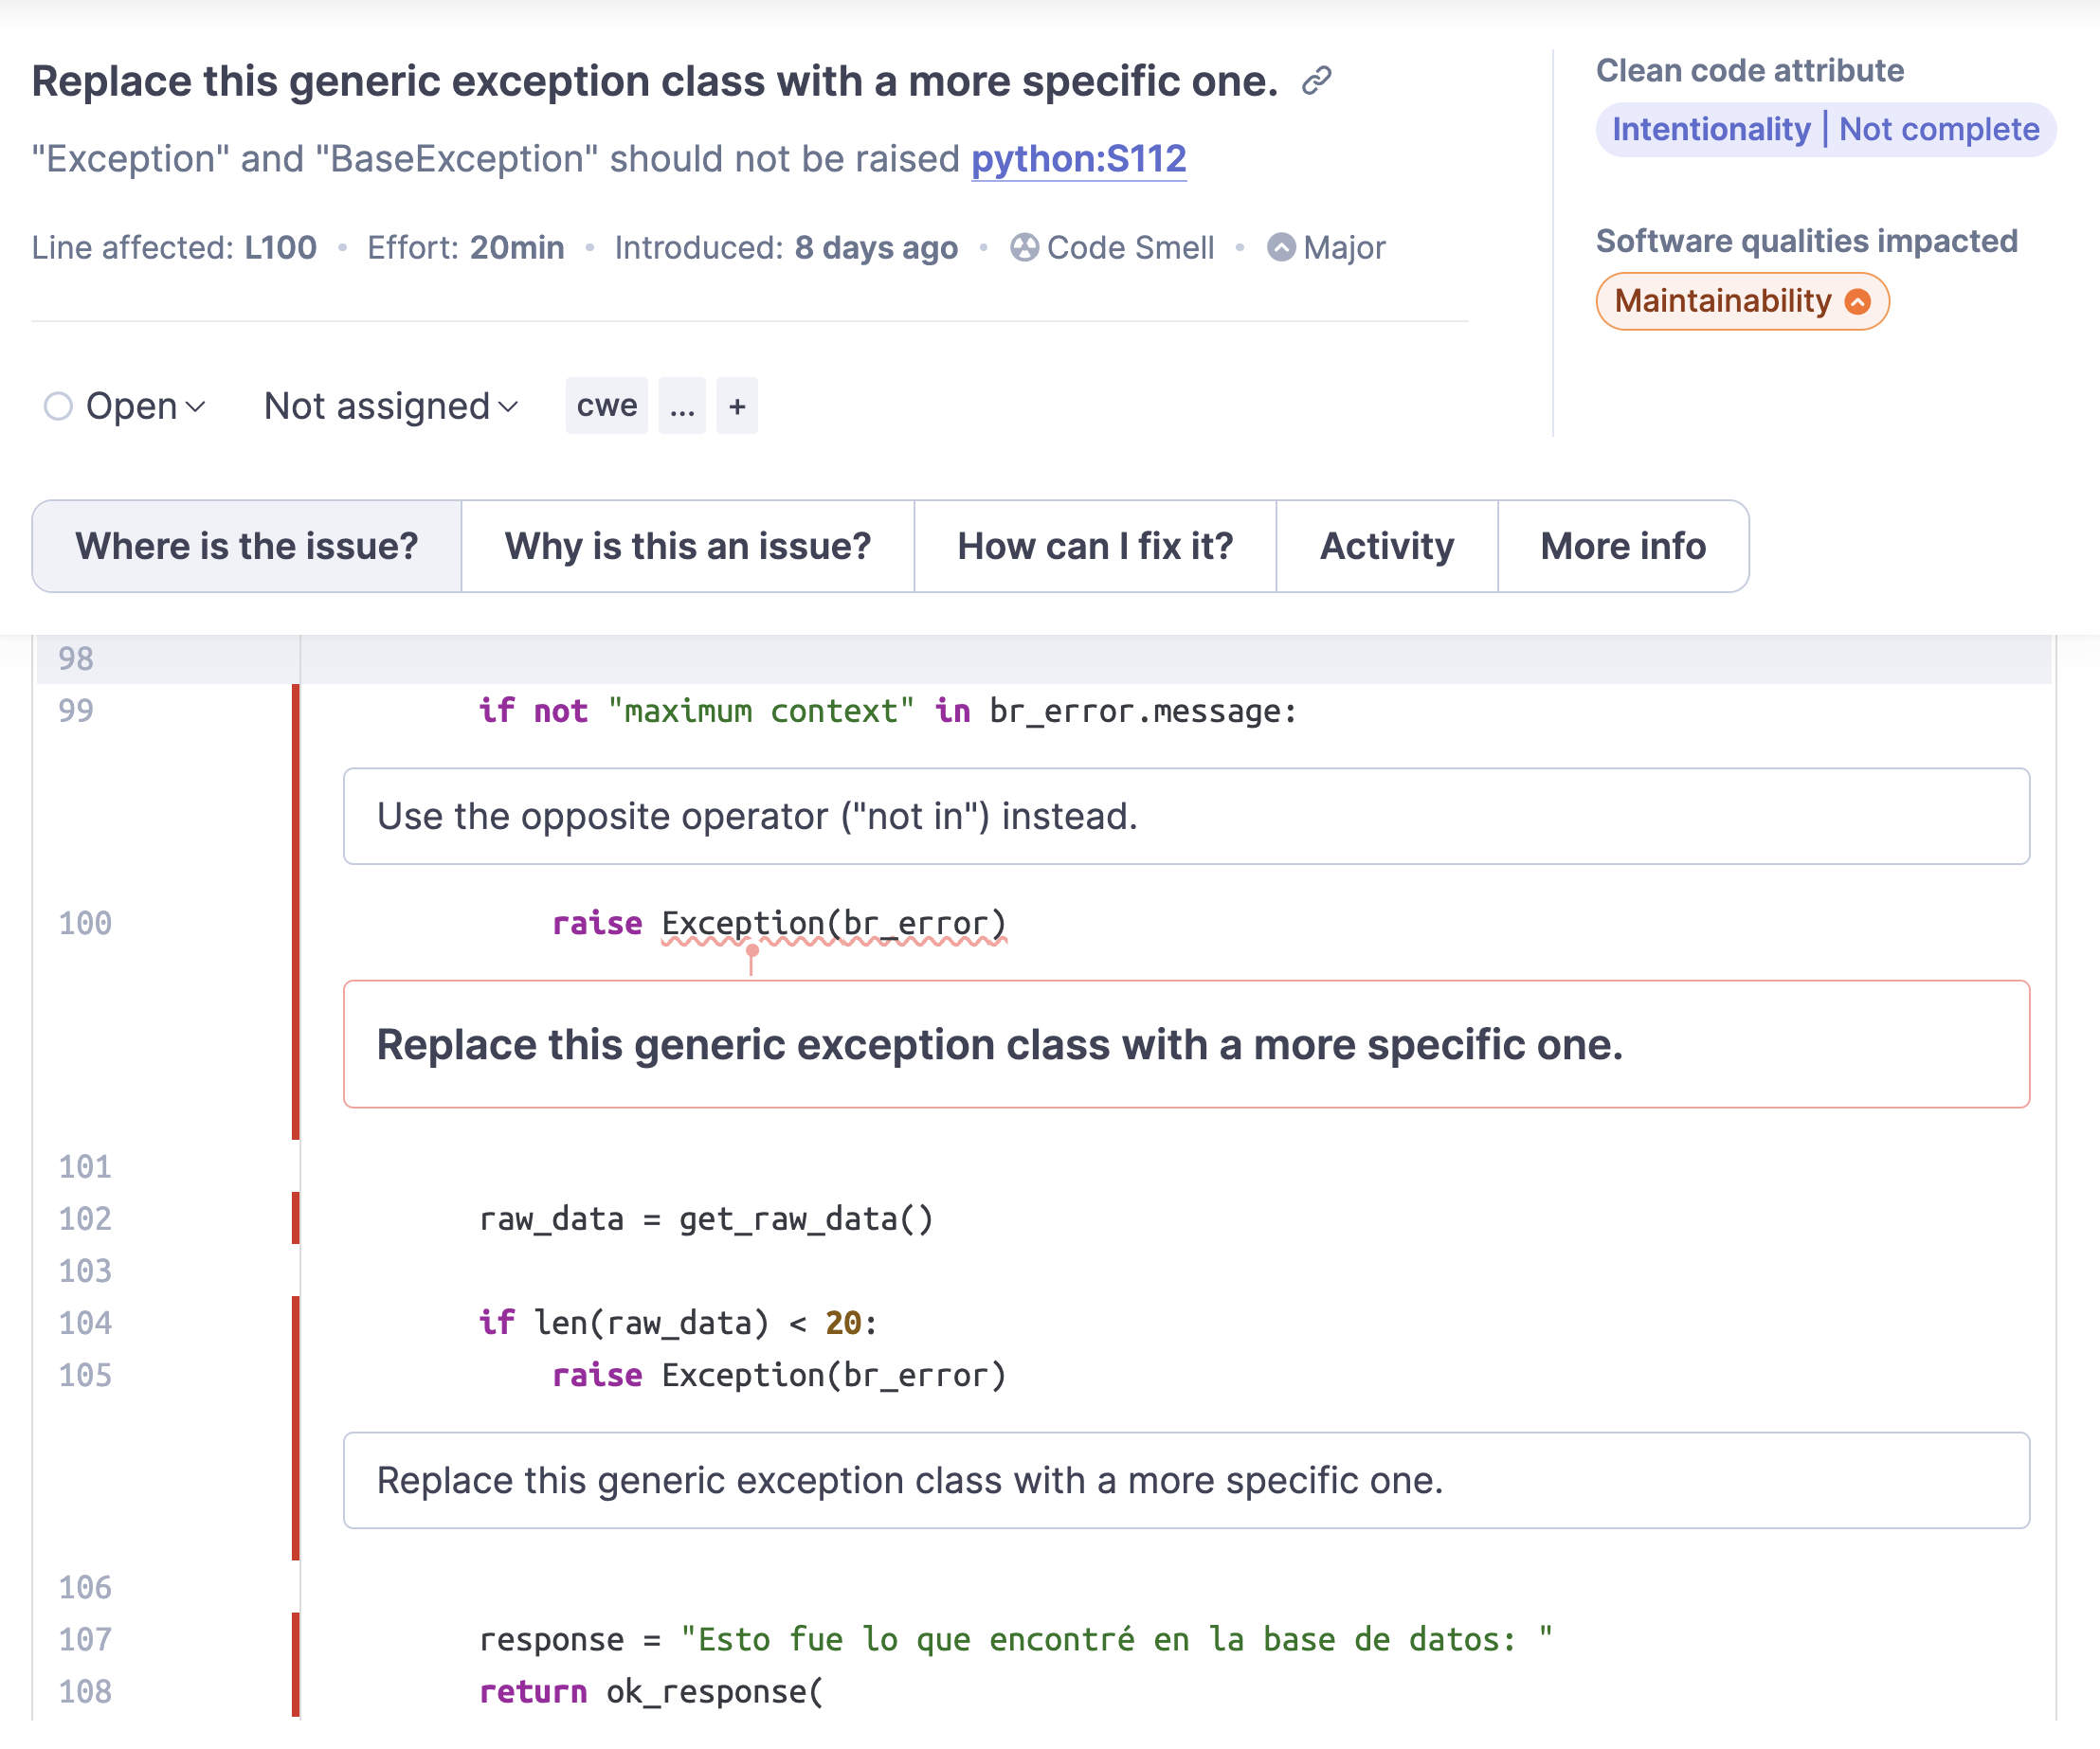 Replace this generic exception class with a more specific one.
"Exception" and "BaseException" should not be raised python:S112
Line affected: L100 • Effort: 20min • Introduced: 8 days ago • Code Smell • Major
Clean code attribute
Intentionality | Not complete
Software qualities impacted
Maintainability
Open Not assigned cwe ... +
Where is the issue? Why is this an issue? How can I fix it? Activity More info
98
99 if not "maximum context" in br_error.message:
Use the opposite operator ("not in") instead.
100 raise Exception(br_error)
Replace this generic exception class with a more specific one.
101
102 raw_data = get_raw_data()
103
104 if len(raw_data) < 20:
105 raise Exception(br_error)
Replace this generic exception class with a more specific one.
106
107 response = "Esto fue lo que encontré en la base de datos: "
108 return ok_response(